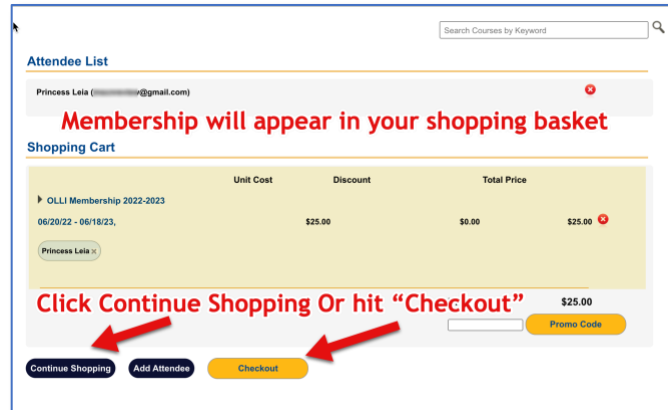 Search Courses by Keyword
Attendee List
Princess Leia (@gmail.com)
Membership will appear in your shopping basket
Shopping Cart
Unit Cost Discount Total Price
OLLI Membership 2022-2023
06/20/22 - 06/18/23, $25.00 $0.00 $25.00
Princess Leia x
Click Continue Shopping Or hit “Checkout”
$25.00
Promo Code
Continue Shopping Add Attendee Checkout